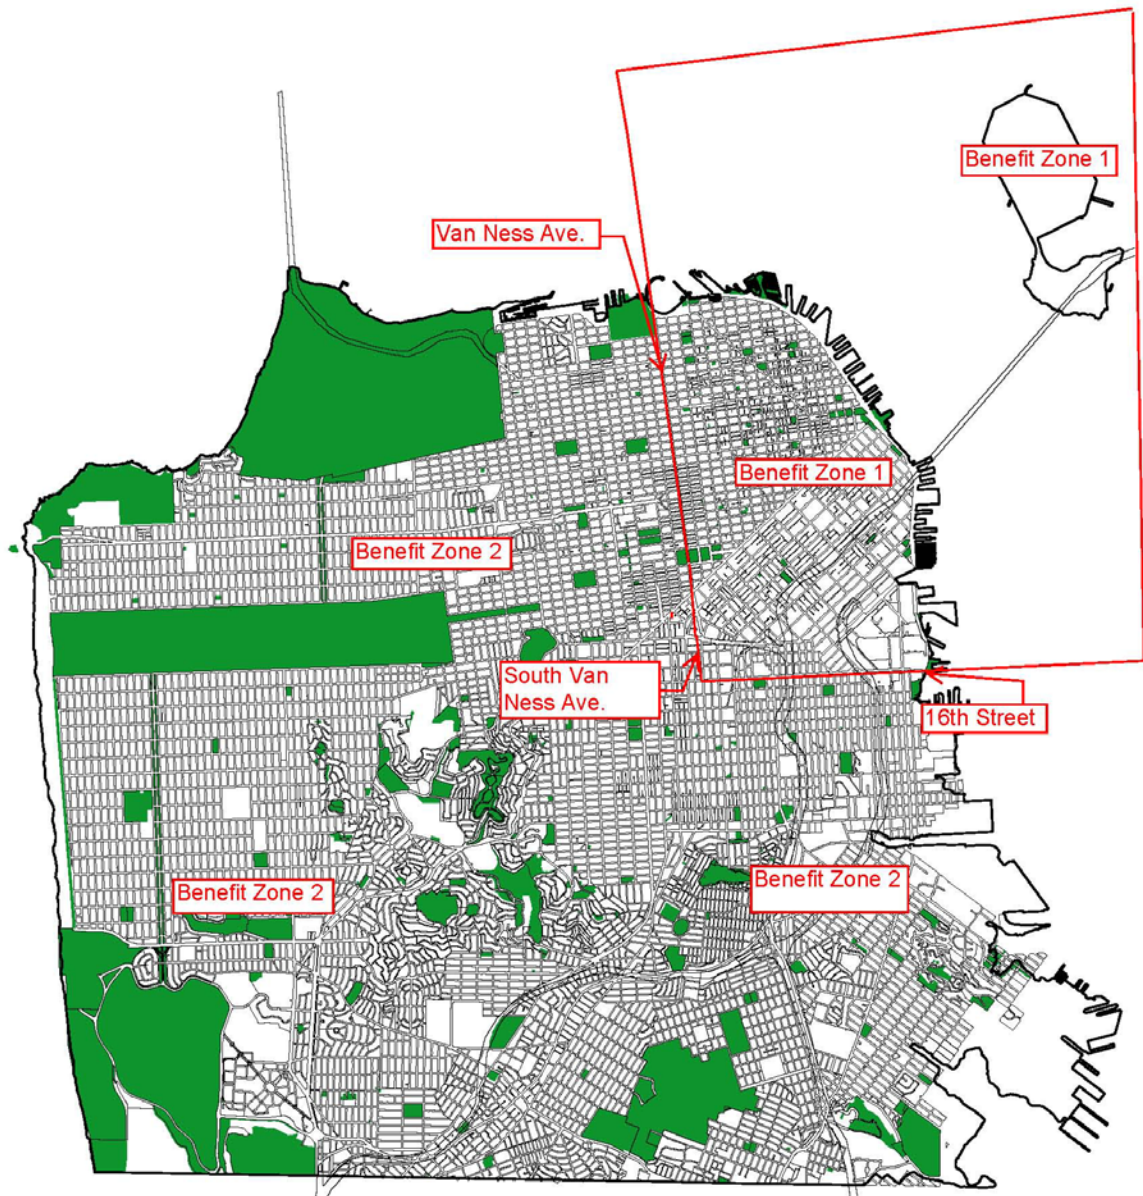 Benefit Zone 1
Van Ness Ave.
Benefit Zone 1
Benefit Zone 2
South Van
Ness Ave.
16th Street
Benefit Zone 2
Benefit Zone 2